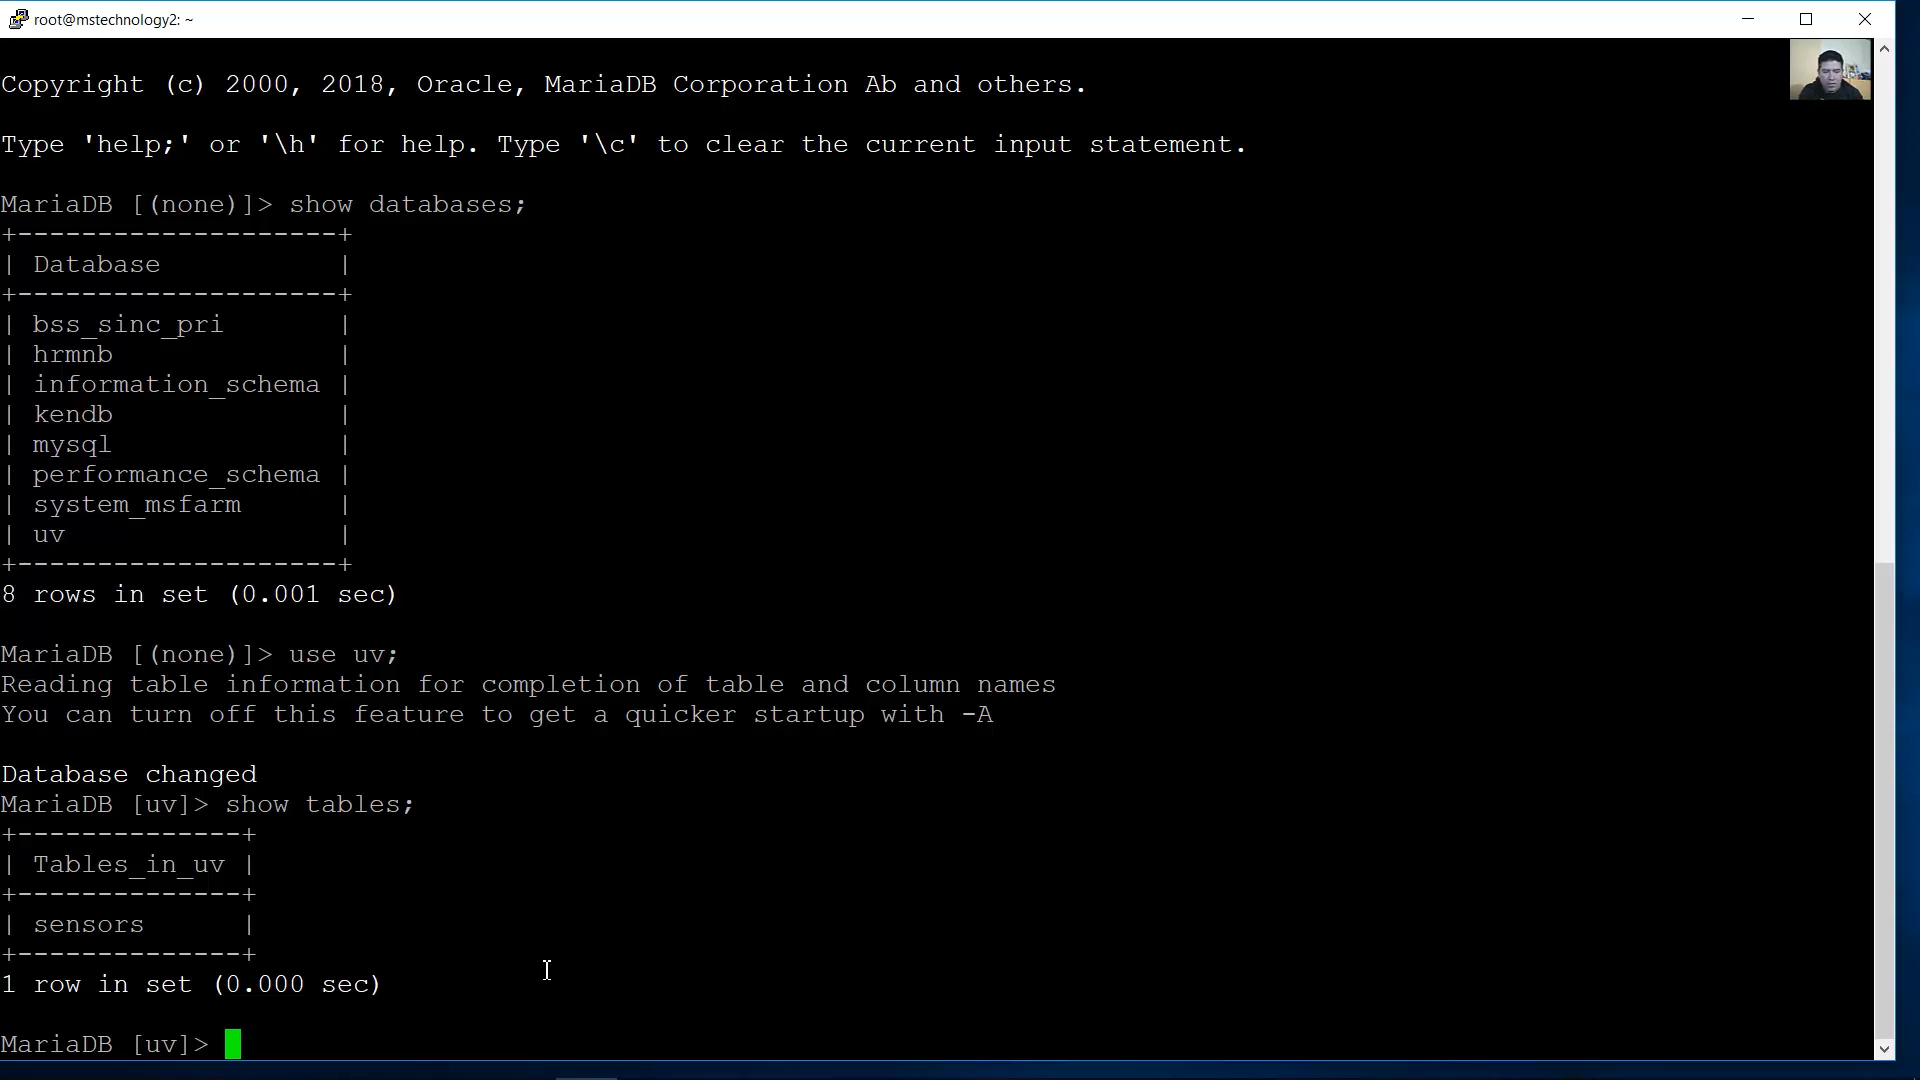 root@mstechnology2: ~
Copyright (c) 2000, 2018, Oracle, MariaDB Corporation Ab and others.
Type 'help;' or '\h' for help. Type '\c' to clear the current input statement.
MariaDB [(none)]> show databases;
+--------------------+
| Database           |
+--------------------+
| bss_sinc_pri       |
| hrmnb              |
| information_schema |
| kendb              |
| mysql              |
| performance_schema |
| system_msfarm      |
| uv                 |
+--------------------+
8 rows in set (0.001 sec)
MariaDB [(none)]> use uv;
Reading table information for completion of table and column names
You can turn off this feature to get a quicker startup with -A
Database changed
MariaDB [uv]> show tables;
+--------------+
| Tables_in_uv |
+--------------+
| sensors      |
+--------------+
1 row in set (0.000 sec)
MariaDB [uv]>